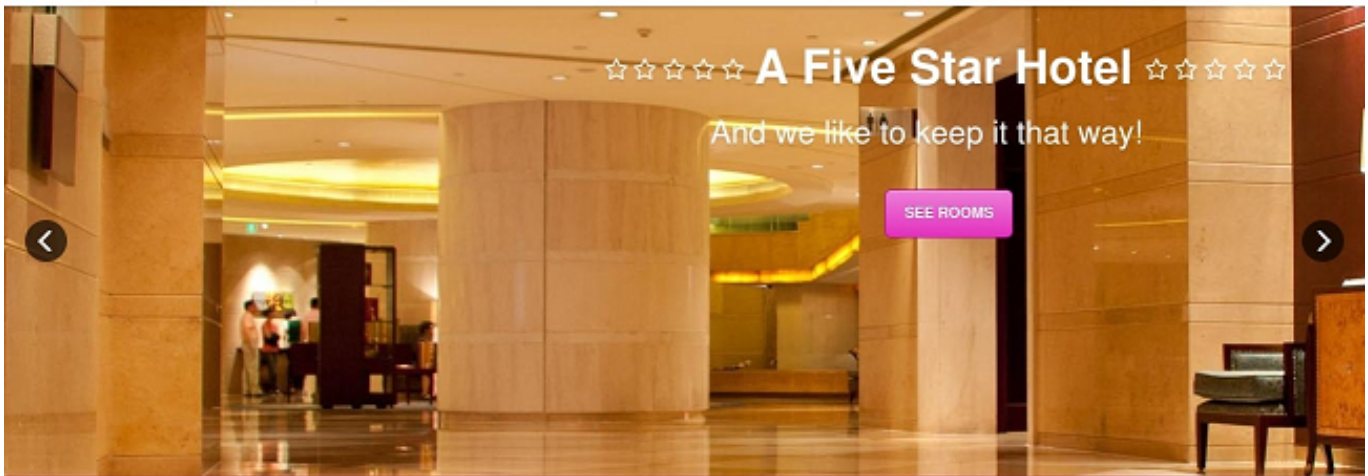 ☆☆☆☆☆ A Five Star Hotel ☆☆☆☆☆
And we like to keep it that way!
SEE ROOMS